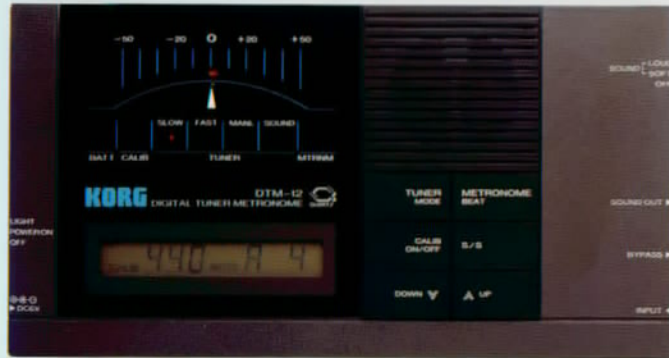 -50 -20 0 +20 +50
SLOW FAST MANL SOUND
BATT CALIB TUNER MTRNM
KORG DTM-12
DIGITAL TUNER METRONOME QUARTZ
440 A 4
LIGHT
POWER ON
OFF
DC6V
TUNER MODE
METRONOME BEAT
CALIB ON/OFF
S/S
DOWN
UP
SOUND
LOUD
SOFT
OFF
SOUND OUT
BYPASS
INPUT